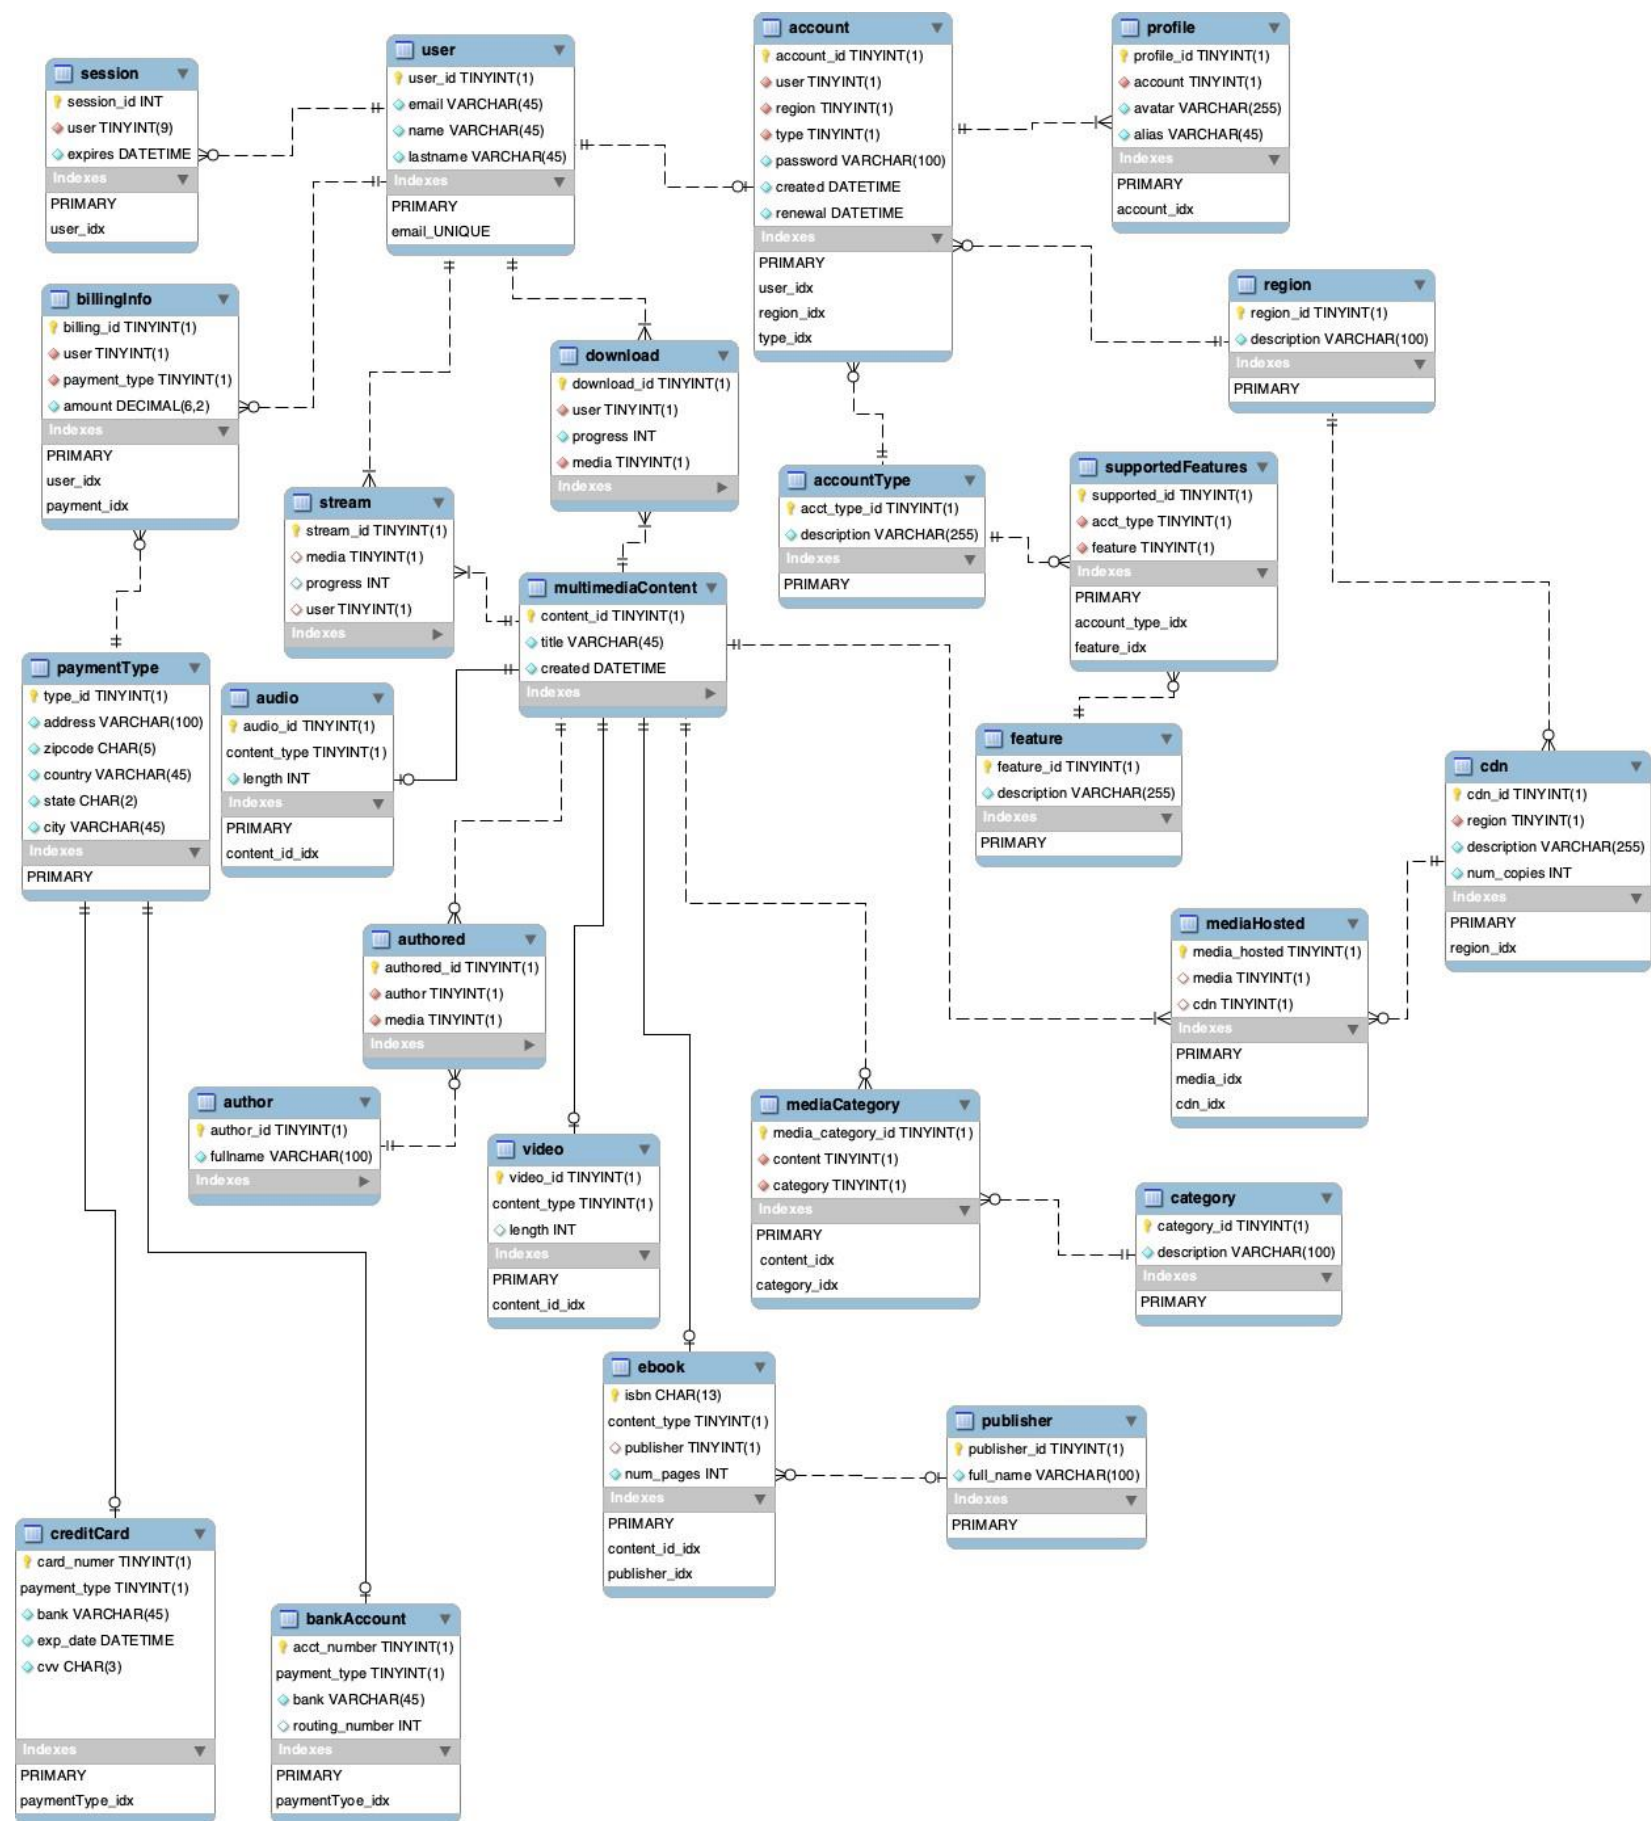 session
session_id INT
user TINYINT(9)
expires DATETIME
Indexes
PRIMARY
user_idx
user
user_id TINYINT(1)
email VARCHAR(45)
name VARCHAR(45)
lastname VARCHAR(45)
Indexes
PRIMARY
email_UNIQUE
account
account_id TINYINT(1)
user TINYINT(1)
region TINYINT(1)
type TINYINT(1)
password VARCHAR(100)
created DATETIME
renewal DATETIME
Indexes
PRIMARY
user_idx
region_idx
type_idx
profile
profile_id TINYINT(1)
account TINYINT(1)
avatar VARCHAR(255)
alias VARCHAR(45)
Indexes
PRIMARY
account_idx
billingInfo
billing_id TINYINT(1)
user TINYINT(1)
payment_type TINYINT(1)
amount DECIMAL(6,2)
Indexes
PRIMARY
user_idx
payment_idx
download
download_id TINYINT(1)
user TINYINT(1)
progress INT
media TINYINT(1)
Indexes
region
region_id TINYINT(1)
description VARCHAR(100)
Indexes
PRIMARY
stream
stream_id TINYINT(1)
media TINYINT(1)
progress INT
user TINYINT(1)
Indexes
accountType
acct_type_id TINYINT(1)
description VARCHAR(255)
Indexes
PRIMARY
supportedFeatures
supported_id TINYINT(1)
acct_type TINYINT(1)
feature TINYINT(1)
Indexes
PRIMARY
account_type_idx
feature_idx
multimediaContent
content_id TINYINT(1)
title VARCHAR(45)
created DATETIME
Indexes
paymentType
type_id TINYINT(1)
address VARCHAR(100)
zipcode CHAR(5)
country VARCHAR(45)
state CHAR(2)
city VARCHAR(45)
Indexes
PRIMARY
audio
audio_id TINYINT(1)
content_type TINYINT(1)
length INT
Indexes
PRIMARY
content_id_idx
feature
feature_id TINYINT(1)
description VARCHAR(255)
Indexes
PRIMARY
cdn
cdn_id TINYINT(1)
region TINYINT(1)
description VARCHAR(255)
num_copies INT
Indexes
PRIMARY
region_idx
authored
authored_id TINYINT(1)
author TINYINT(1)
media TINYINT(1)
Indexes
mediaHosted
media_hosted TINYINT(1)
media TINYINT(1)
cdn TINYINT(1)
Indexes
PRIMARY
media_idx
cdn_idx
author
author_id TINYINT(1)
fullname VARCHAR(100)
Indexes
video
video_id TINYINT(1)
content_type TINYINT(1)
length INT
Indexes
PRIMARY
content_id_idx
mediaCategory
media_category_id TINYINT(1)
content TINYINT(1)
category TINYINT(1)
Indexes
PRIMARY
content_idx
category_idx
category
category_id TINYINT(1)
description VARCHAR(100)
Indexes
PRIMARY
ebook
isbn CHAR(13)
content_type TINYINT(1)
publisher TINYINT(1)
num_pages INT
Indexes
PRIMARY
content_id_idx
publisher_idx
publisher
publisher_id TINYINT(1)
full_name VARCHAR(100)
Indexes
PRIMARY
creditCard
card_numer TINYINT(1)
payment_type TINYINT(1)
bank VARCHAR(45)
exp_date DATETIME
cvv CHAR(3)
Indexes
PRIMARY
paymentType_idx
bankAccount
acct_number TINYINT(1)
payment_type TINYINT(1)
bank VARCHAR(45)
routing_number INT
Indexes
PRIMARY
paymentTyoe_idx